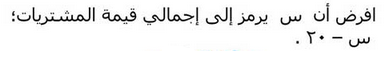 افرض أن س يرمز إلى إجمالي قيمة المشتريات؛
س – ٢٠ .